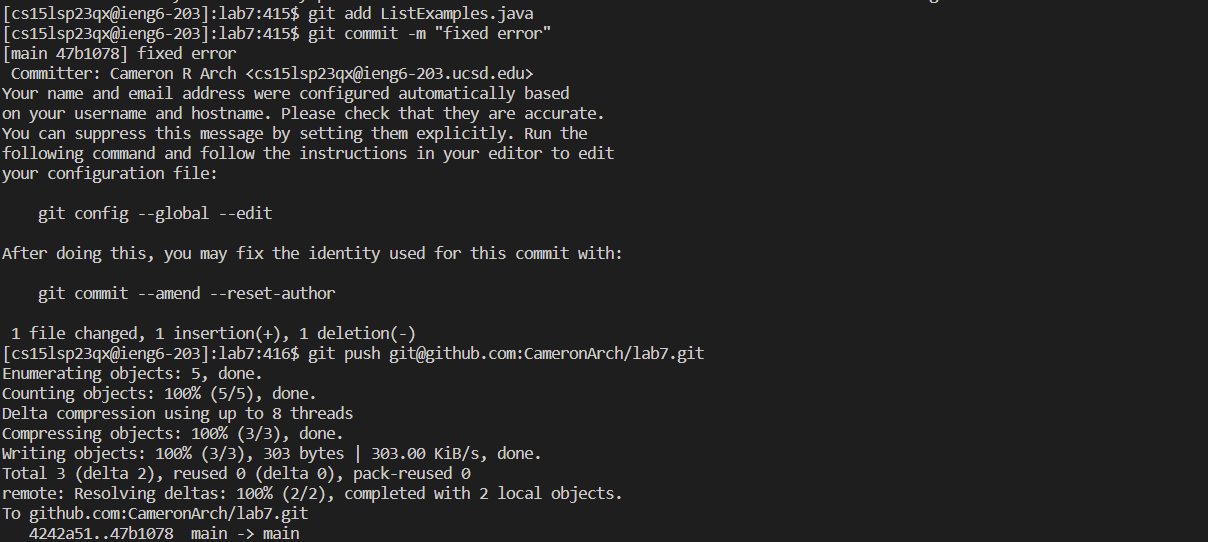 [cs15lsp23qx@ieng6-203]:lab7:415$ git add ListExamples.java
[cs15lsp23qx@ieng6-203]:lab7:415$ git commit -m "fixed error"
[main 47b1078] fixed error
 Committer: Cameron R Arch <cs15lsp23qx@ieng6-203.ucsd.edu>
Your name and email address were configured automatically based
on your username and hostname. Please check that they are accurate.
You can suppress this message by setting them explicitly. Run the
following command and follow the instructions in your editor to edit
your configuration file:

    git config --global --edit

After doing this, you may fix the identity used for this commit with:

    git commit --amend --reset-author

 1 file changed, 1 insertion(+), 1 deletion(-)
[cs15lsp23qx@ieng6-203]:lab7:416$ git push git@github.com:CameronArch/lab7.git
Enumerating objects: 5, done.
Counting objects: 100% (5/5), done.
Delta compression using up to 8 threads
Compressing objects: 100% (3/3), done.
Writing objects: 100% (3/3), 303 bytes | 303.00 KiB/s, done.
Total 3 (delta 2), reused 0 (delta 0), pack-reused 0
remote: Resolving deltas: 100% (2/2), completed with 2 local objects.
To github.com:CameronArch/lab7.git
   4242a51..47b1078  main -> main